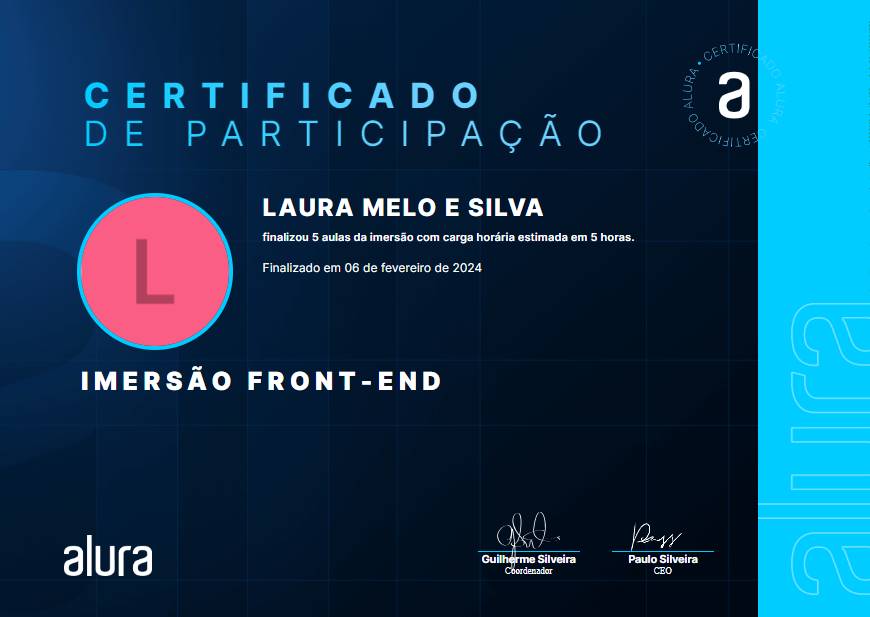 CERTIFICADO
DE PARTICIPAÇÃO
ALURA • CERTIFICADO ALURA CERTIFICADO
a
L
LAURA MELO E SILVA
finalizou 5 aulas da imersão com carga horária estimada em 5 horas.
Finalizado em 06 de fevereiro de 2024
IMERSÃO FRONT-END
alura
Guilherme Silveira
Coordenador
Paulo Silveira
CEO
alura